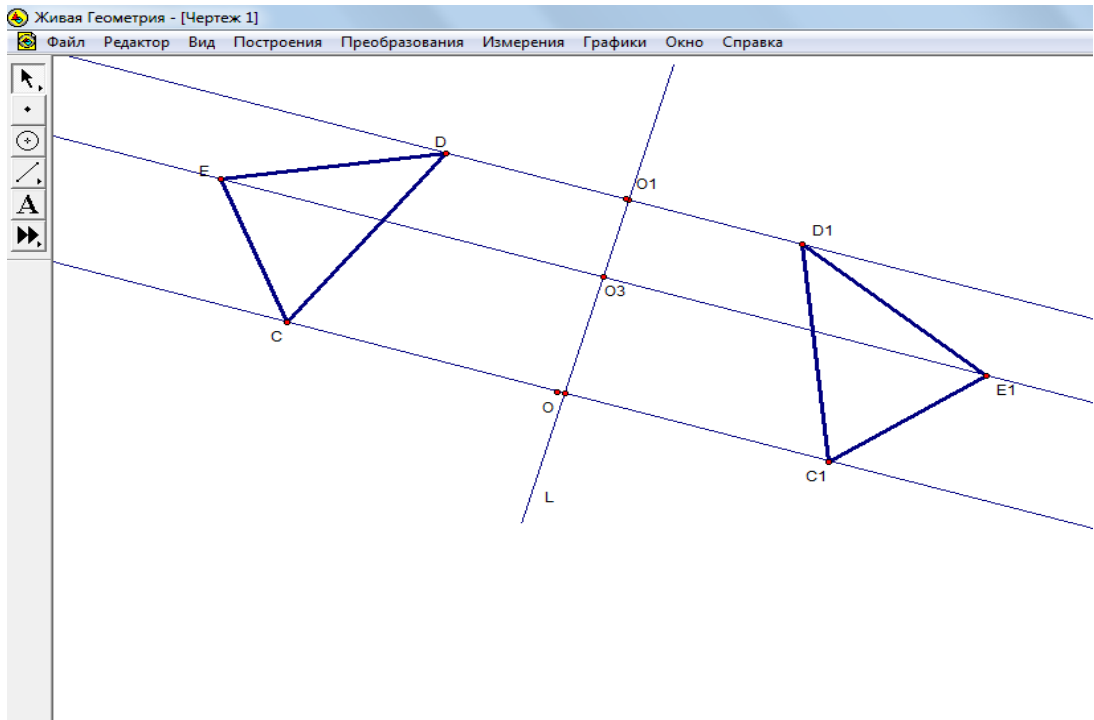 Живая Геометрия - [Чертеж 1]
Файл Редактор Вид Построения Преобразования Измерения Графики Окно Справка
A
D
E
O1
D1
O3
C
E1
O
C1
L